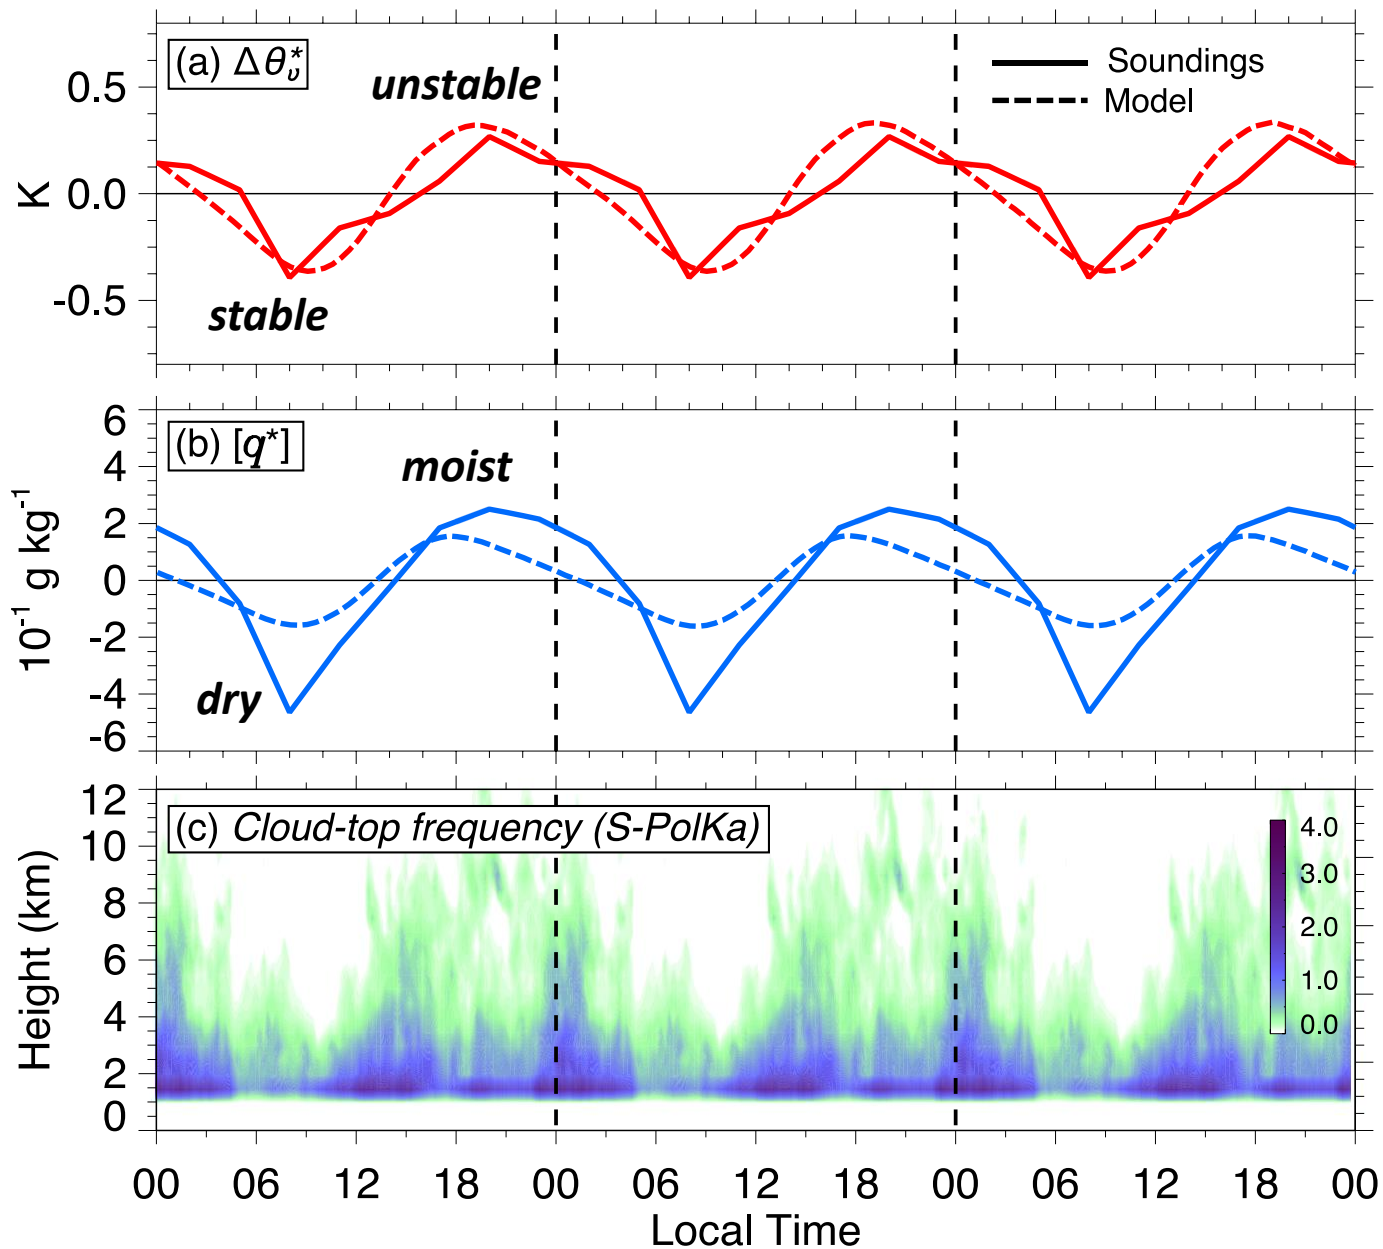 (a) Δθ*υ
unstable
Soundings
Model
0.5
0.0
-0.5
K
stable
(b) [q*]
moist
6
4
2
0
-2
-4
-6
10-1 g kg-1
dry
(c) Cloud-top frequency (S-PolKa)
12
10
8
6
4
2
0
Height (km)
4.0
3.0
2.0
1.0
0.0
00 06 12 18 00 06 12 18 00 06 12 18 00
Local Time